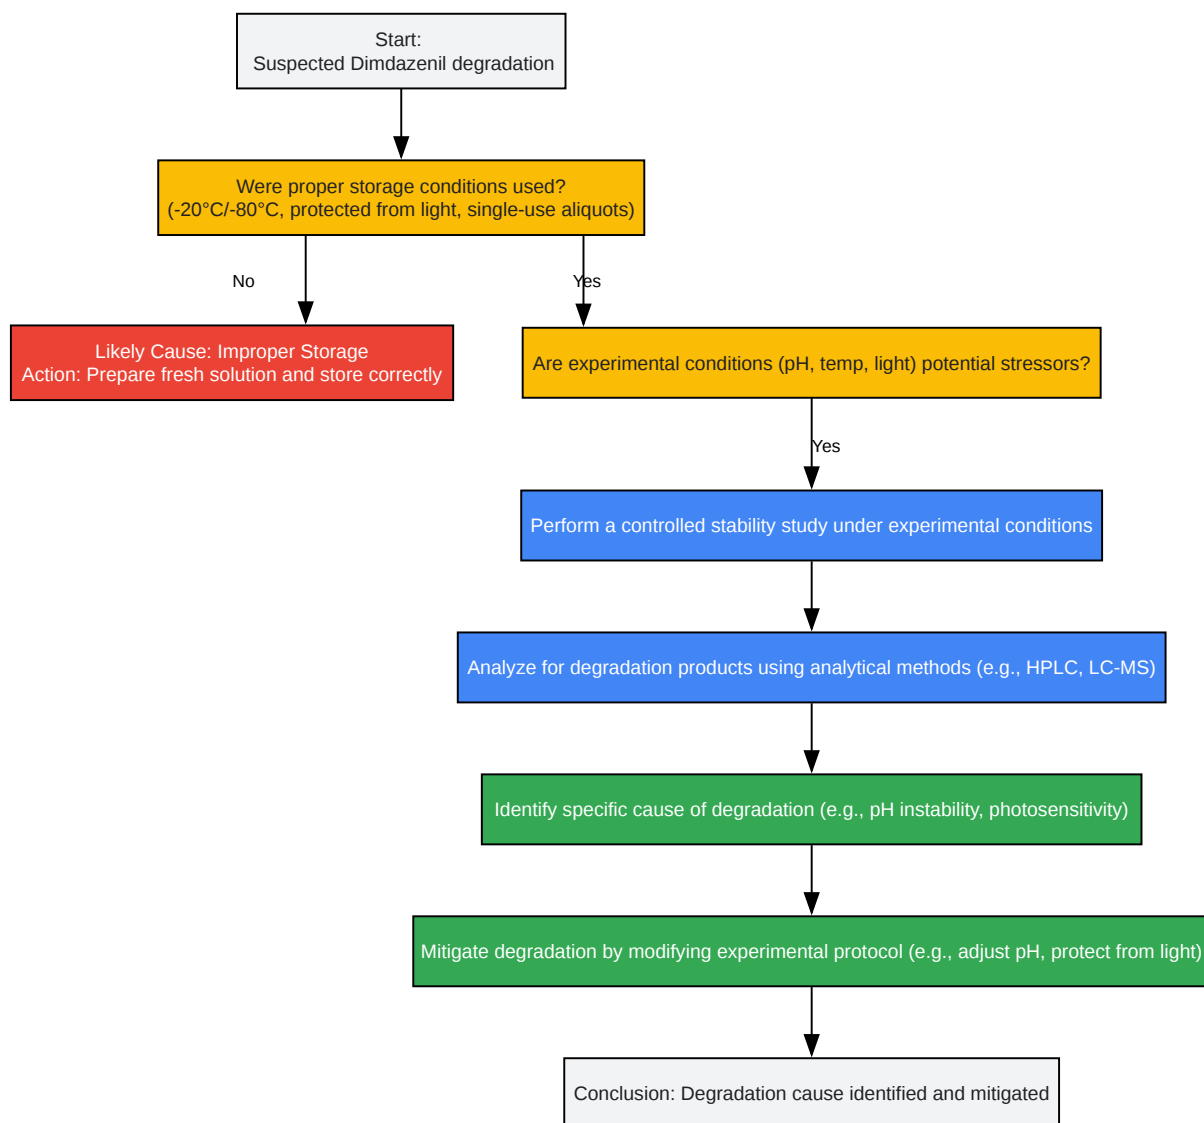 Start:
Suspected Dimdazenil degradation
Were proper storage conditions used?
(-20°C/-80°C, protected from light, single-use aliquots)
No
Yes
Likely Cause: Improper Storage
Action: Prepare fresh solution and store correctly
Are experimental conditions (pH, temp, light) potential stressors?
Yes
Perform a controlled stability study under experimental conditions
Analyze for degradation products using analytical methods (e.g., HPLC, LC-MS)
Identify specific cause of degradation (e.g., pH instability, photosensitivity)
Mitigate degradation by modifying experimental protocol (e.g., adjust pH, protect from light)
Conclusion: Degradation cause identified and mitigated